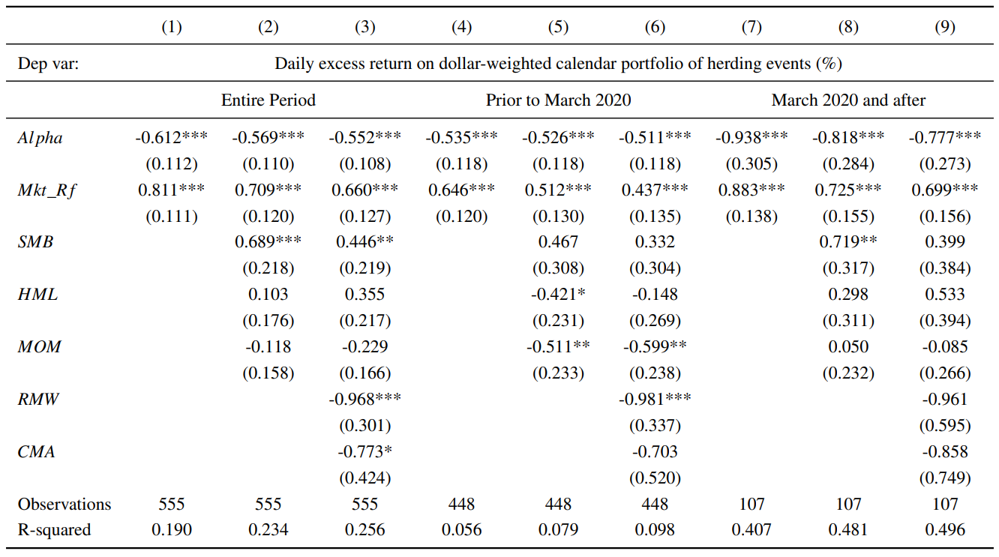 (1) (2) (3) (4) (5) (6) (7) (8) (9)
Dep var: Daily excess return on dollar-weighted calendar portfolio of herding events (%)
Entire Period Prior to March 2020 March 2020 and after
Alpha -0.612*** -0.569*** -0.552*** -0.535*** -0.526*** -0.511*** -0.938*** -0.818*** -0.777***
(0.112) (0.110) (0.108) (0.118) (0.118) (0.118) (0.305) (0.284) (0.273)
Mkt_Rf 0.811*** 0.709*** 0.660*** 0.646*** 0.512*** 0.437*** 0.883*** 0.725*** 0.699***
(0.111) (0.120) (0.127) (0.120) (0.130) (0.135) (0.138) (0.155) (0.156)
SMB 0.689*** 0.446** 0.467 0.332 0.719** 0.399
(0.218) (0.219) (0.308) (0.304) (0.317) (0.384)
HML 0.103 0.355 -0.421* -0.148 0.298 0.533
(0.176) (0.217) (0.231) (0.269) (0.311) (0.394)
MOM -0.118 -0.229 -0.511** -0.599** 0.050 -0.085
(0.158) (0.166) (0.233) (0.238) (0.232) (0.266)
RMW -0.968*** -0.981*** -0.961
(0.301) (0.337) (0.595)
CMA -0.773* -0.703 -0.858
(0.424) (0.520) (0.749)
Observations 555 555 555 448 448 448 107 107 107
R-squared 0.190 0.234 0.256 0.056 0.079 0.098 0.407 0.481 0.496